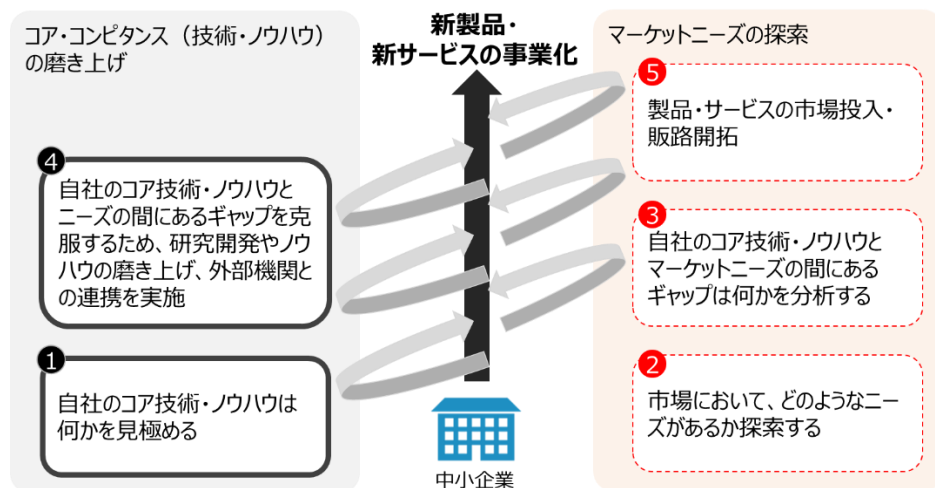 コア・コンピタンス（技術・ノウハウ）
の磨き上げ
新製品・
新サービスの事業化
マーケットニーズの探索
❺
製品・サービスの市場投入・
販路開拓
❹
自社のコア技術・ノウハウと
ニーズの間にあるギャップを克
服するため、研究開発やノウ
ハウの磨き上げ、外部機関と
の連携を実施
❸
自社のコア技術・ノウハウと
マーケットニーズの間にある
ギャップは何かを分析する
❶
自社のコア技術・ノウハウは
何かを見極める
❷
市場において、どのようなニー
ズがあるか探索する
中小企業